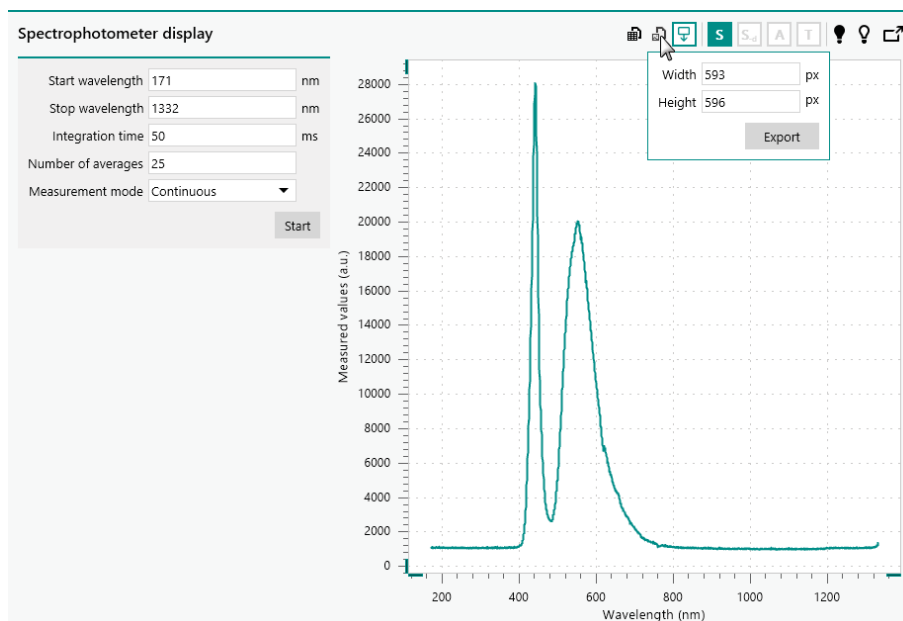 Spectrophotometer display
S
S d
A
T
Start wavelength 171 nm
Stop wavelength 1332 nm
Integration time 50 ms
Number of averages 25
Measurement mode Continuous
Start
Width 593 px
Height 596 px
Export
Measured values (a.u.)
28000
26000
24000
22000
20000
18000
16000
14000
12000
10000
8000
6000
4000
2000
0
200 400 600 800 1000 1200
Wavelength (nm)